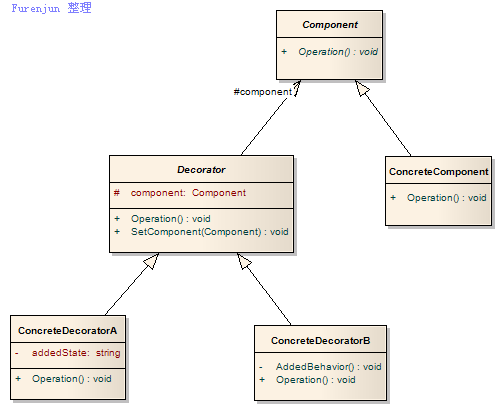 Furenjun 整理
Component
+ Operation() : void
#component
Decorator
# component: Component
+ Operation() : void
+ SetComponent(Component) : void
ConcreteComponent
+ Operation() : void
ConcreteDecoratorA
- addedState: string
+ Operation() : void
ConcreteDecoratorB
- AddedBehavior() : void
+ Operation() : void